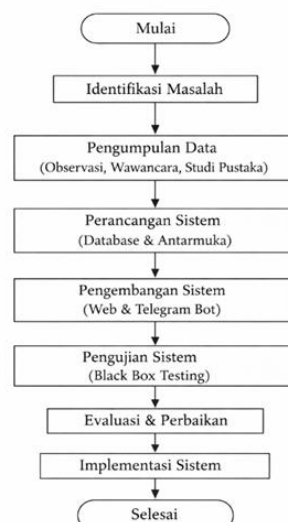 Mulai
Identifikasi Masalah
Pengumpulan Data
(Observasi, Wawancara, Studi Pustaka)
Perancangan Sistem
(Database & Antarmuka)
Pengembangan Sistem
(Web & Telegram Bot)
Pengujian Sistem
(Black Box Testing)
Evaluasi & Perbaikan
Implementasi Sistem
Selesai